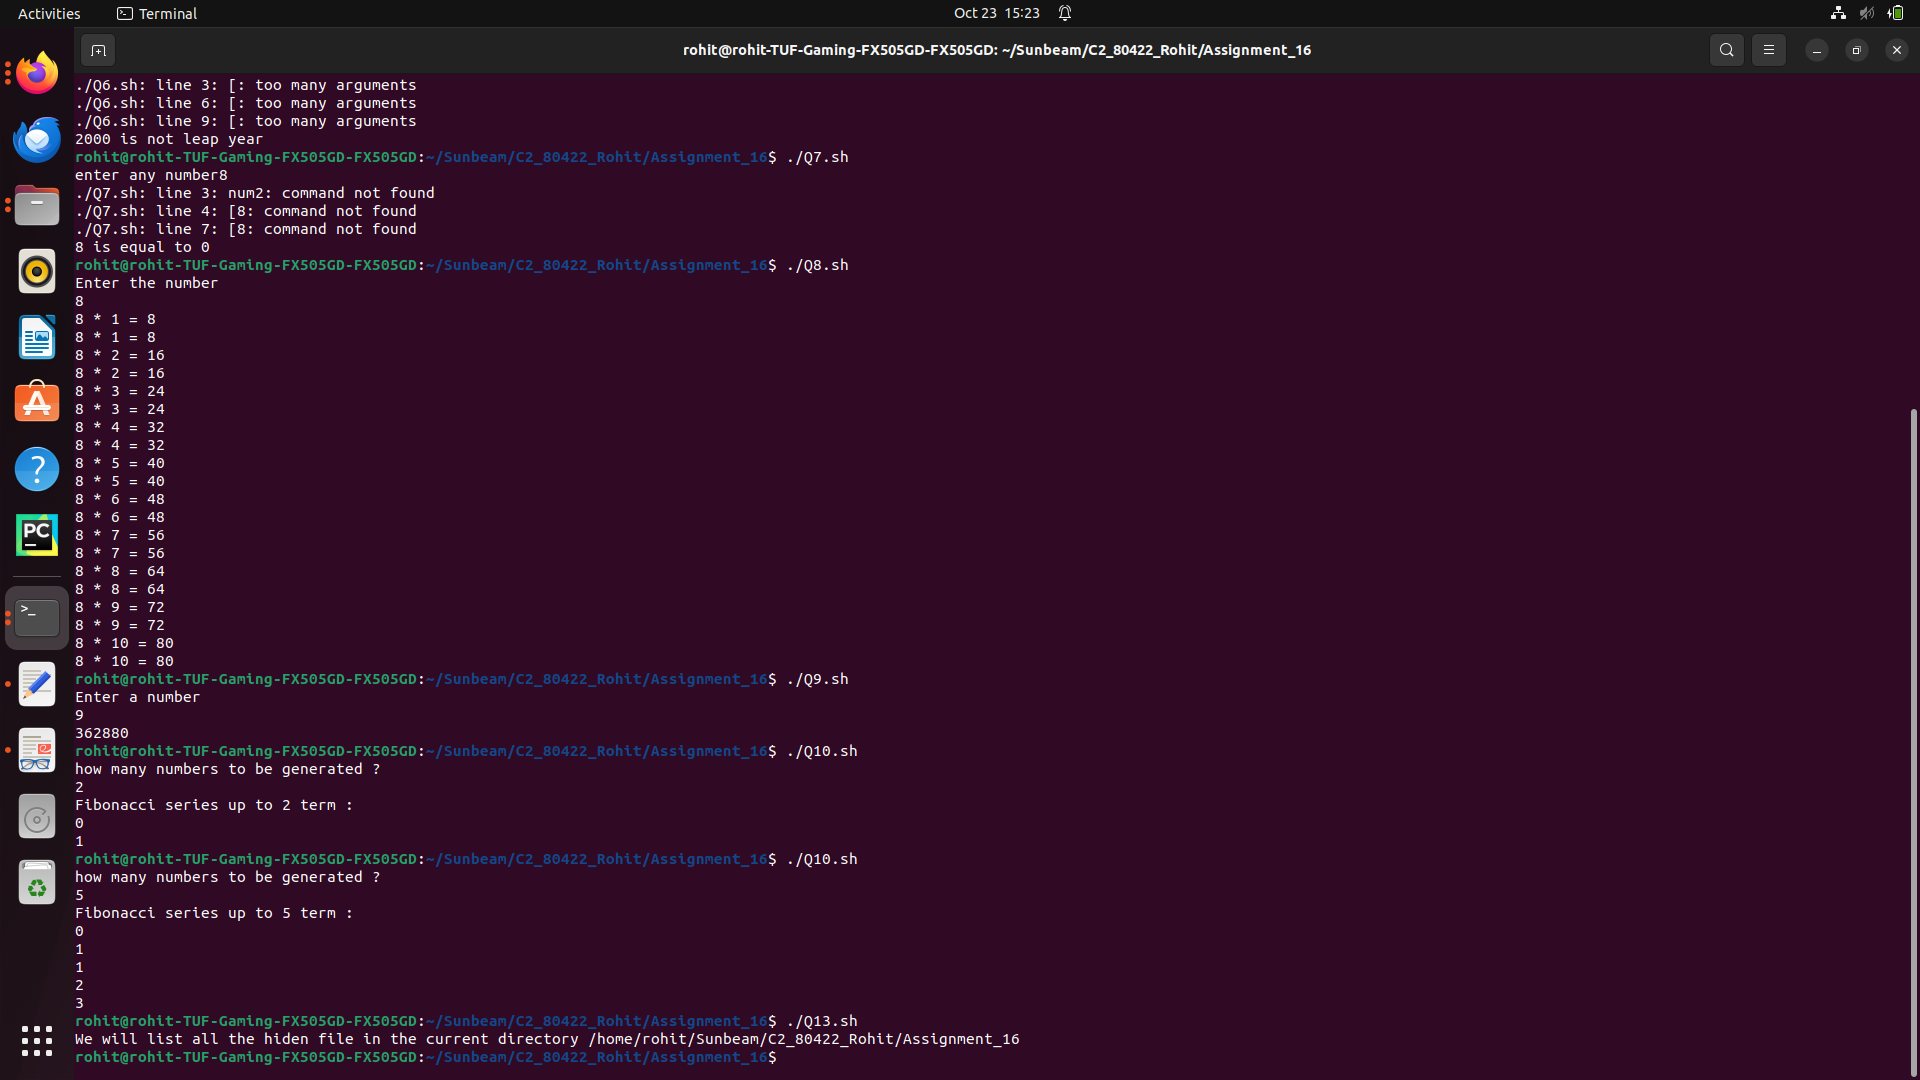 Activities
Terminal
Oct 23 15:23
rohit@rohit-TUF-Gaming-FX505GD-FX505GD: ~/Sunbeam/C2_80422_Rohit/Assignment_16
./Q6.sh: line 3: [: too many arguments
./Q6.sh: line 6: [: too many arguments
./Q6.sh: line 9: [: too many arguments
2000 is not leap year
rohit@rohit-TUF-Gaming-FX505GD-FX505GD:~/Sunbeam/C2_80422_Rohit/Assignment_16$ ./Q7.sh
enter any number8
./Q7.sh: line 3: num2: command not found
./Q7.sh: line 4: [8: command not found
./Q7.sh: line 7: [8: command not found
8 is equal to 0
rohit@rohit-TUF-Gaming-FX505GD-FX505GD:~/Sunbeam/C2_80422_Rohit/Assignment_16$ ./Q8.sh
Enter the number
8
8 * 1 = 8
8 * 1 = 8
8 * 2 = 16
8 * 2 = 16
8 * 3 = 24
8 * 3 = 24
8 * 4 = 32
8 * 4 = 32
8 * 5 = 40
8 * 5 = 40
8 * 6 = 48
8 * 6 = 48
8 * 7 = 56
8 * 7 = 56
8 * 8 = 64
8 * 8 = 64
8 * 9 = 72
8 * 9 = 72
8 * 10 = 80
8 * 10 = 80
rohit@rohit-TUF-Gaming-FX505GD-FX505GD:~/Sunbeam/C2_80422_Rohit/Assignment_16$ ./Q9.sh
Enter a number
9
362880
rohit@rohit-TUF-Gaming-FX505GD-FX505GD:~/Sunbeam/C2_80422_Rohit/Assignment_16$ ./Q10.sh
how many numbers to be generated ?
2
Fibonacci series up to 2 term :
0
1
rohit@rohit-TUF-Gaming-FX505GD-FX505GD:~/Sunbeam/C2_80422_Rohit/Assignment_16$ ./Q10.sh
how many numbers to be generated ?
5
Fibonacci series up to 5 term :
0
1
1
2
3
rohit@rohit-TUF-Gaming-FX505GD-FX505GD:~/Sunbeam/C2_80422_Rohit/Assignment_16$ ./Q13.sh
We will list all the hiden file in the current directory /home/rohit/Sunbeam/C2_80422_Rohit/Assignment_16
rohit@rohit-TUF-Gaming-FX505GD-FX505GD:~/Sunbeam/C2_80422_Rohit/Assignment_16$